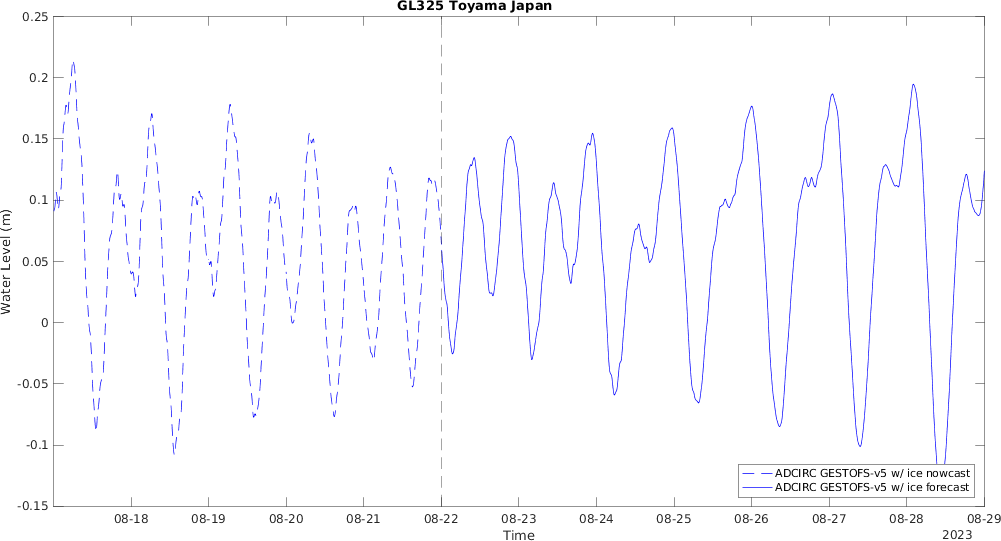 GL325 Toyama Japan
0.25
0.2
0.15
0.1
0.05
0
-0.05
-0.1
-0.15
Water Level (m)
08-18 08-19 08-20 08-21 08-22 08-23 08-24 08-25 08-26 08-27 08-28 08-29
Time
2023
ADCIRC GESTOFS-v5 w/ ice nowcast
ADCIRC GESTOFS-v5 w/ ice forecast